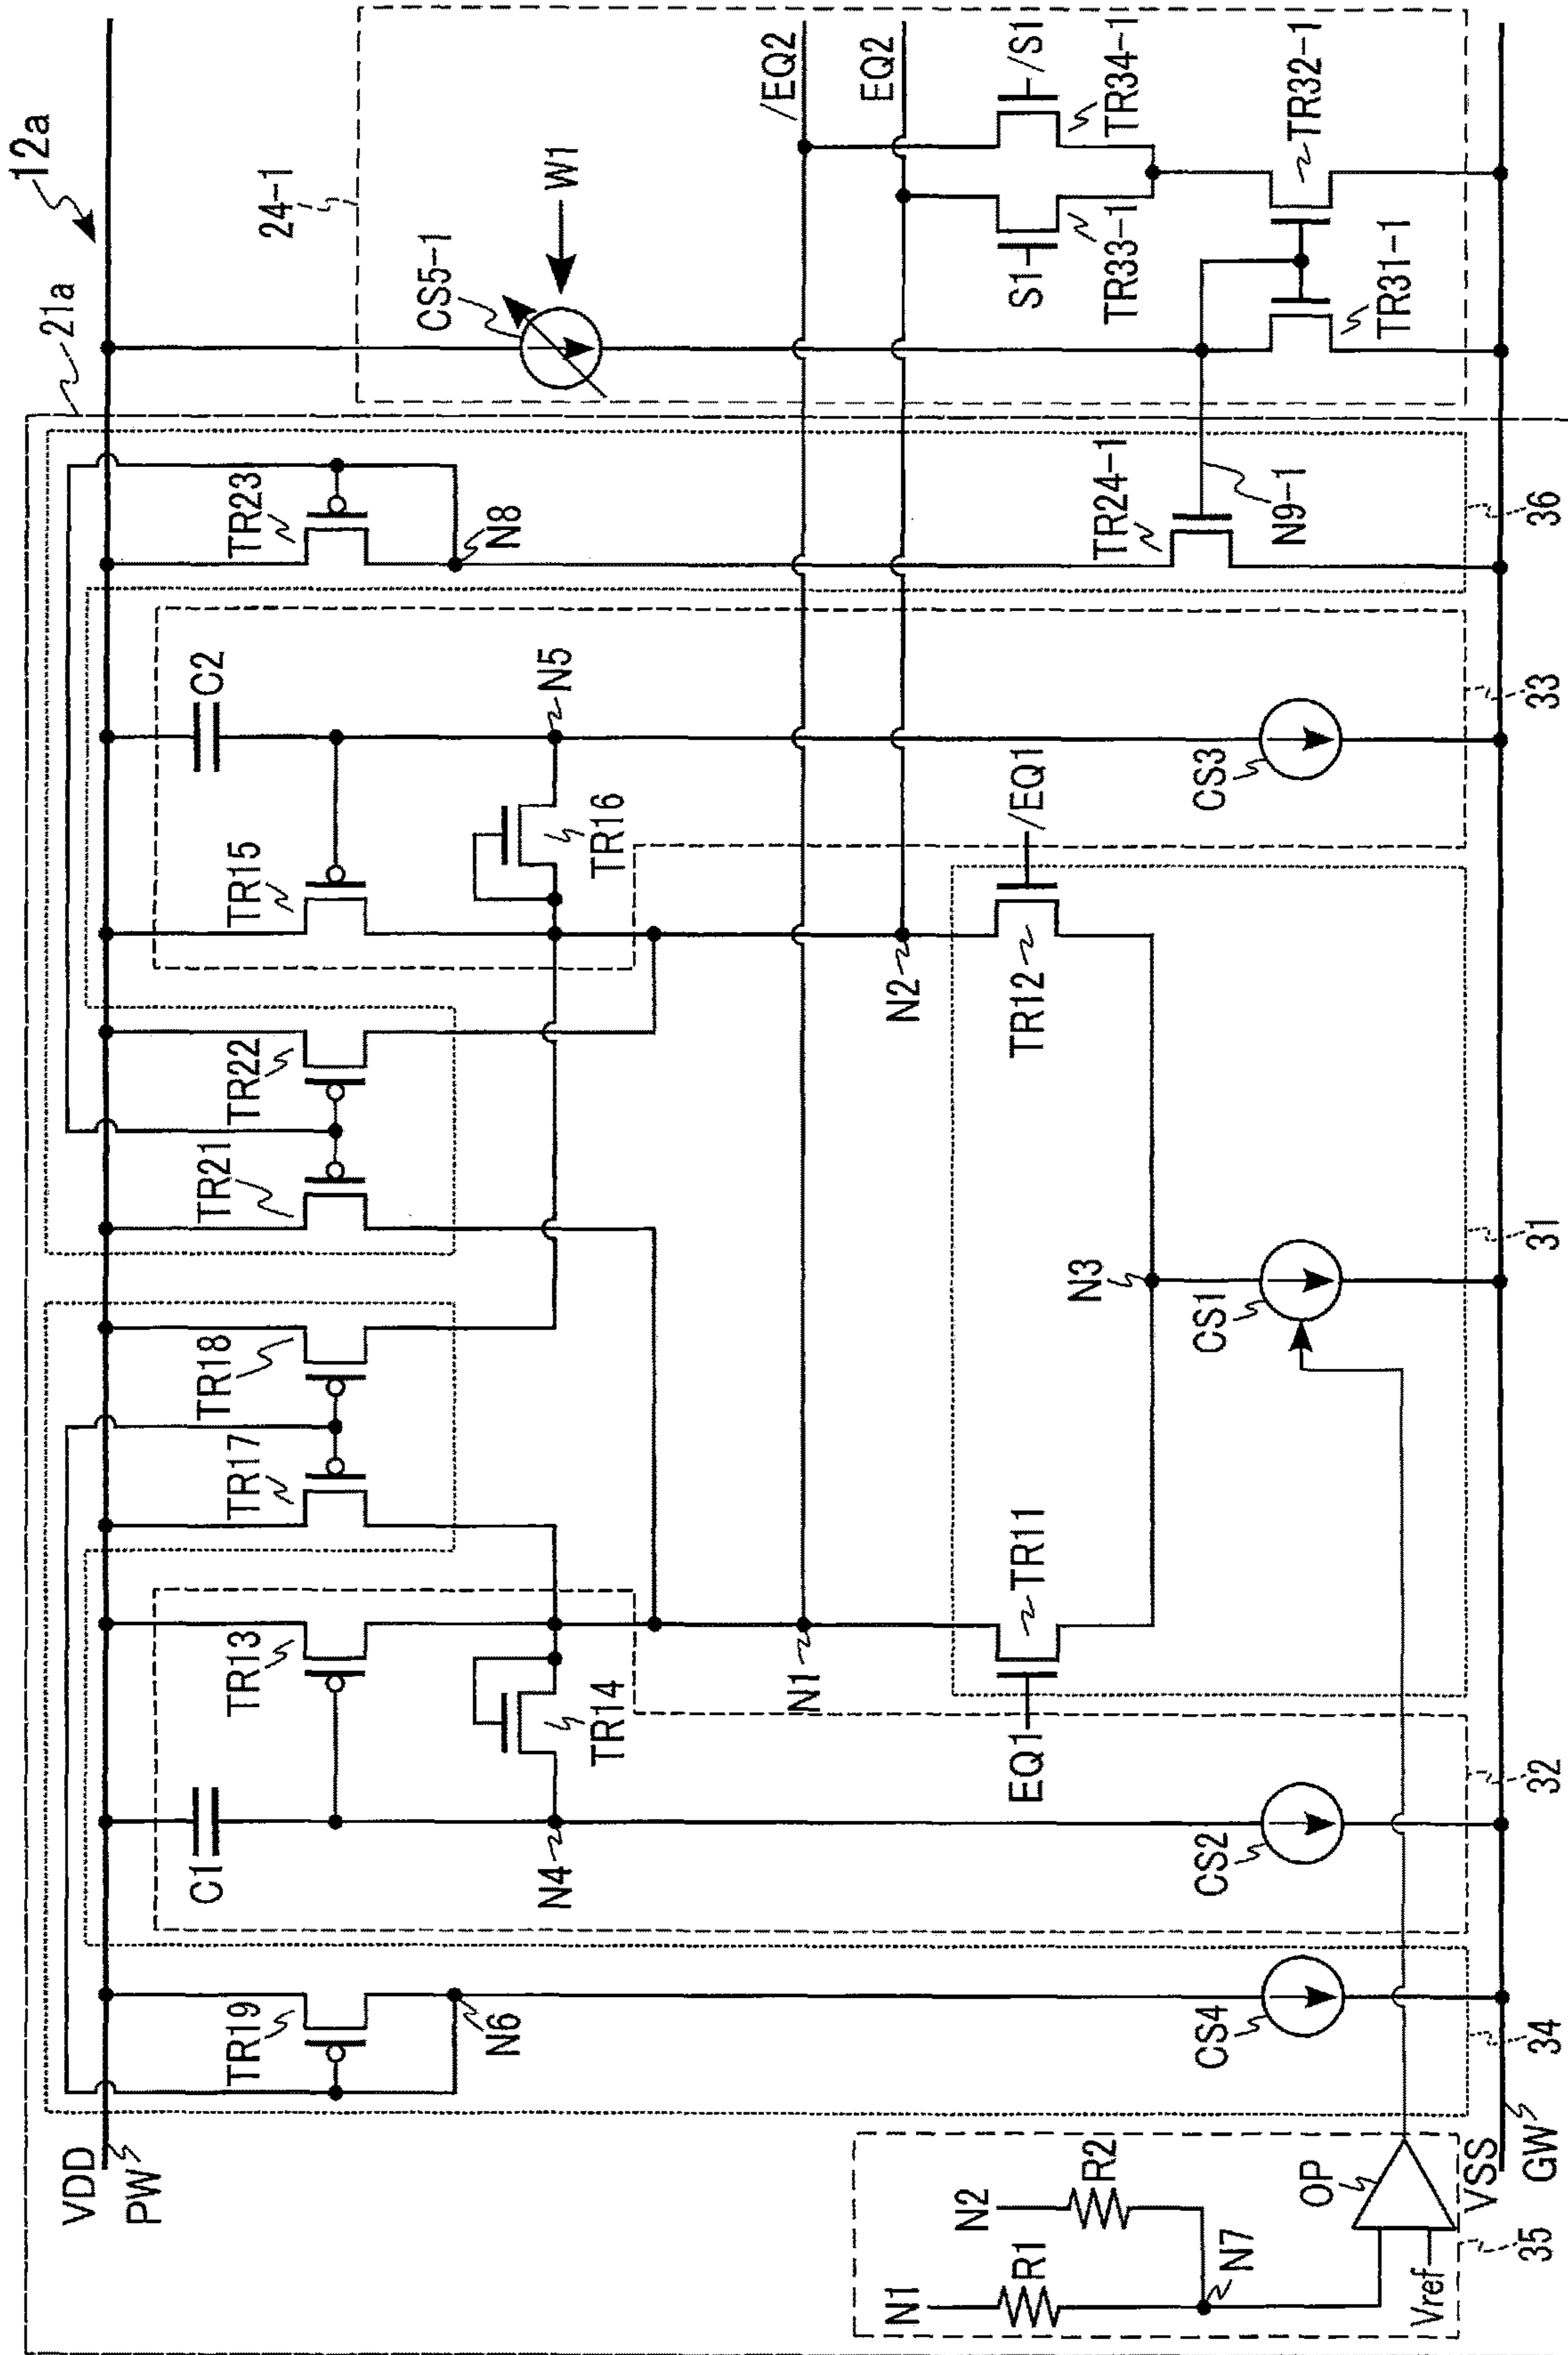 12a
21a
24-1
VDD
PW
TR19
C1
TR13
TR17
TR18
TR21
TR22
TR15
C2
TR23
CS5-1
W1
N6
N4
TR14
TR16
N5
N8
/EQ2
EQ2
N1
N2
EQ1
TR11
TR12
/EQ1
S1
/S1
TR33-1
TR34-1
N3
N1
N2
R1
R2
N7
OP
Vref
CS4
CS2
CS1
CS3
TR24-1
N9-1
TR31-1
TR32-1
VSS
GW
35
34
32
31
33
36